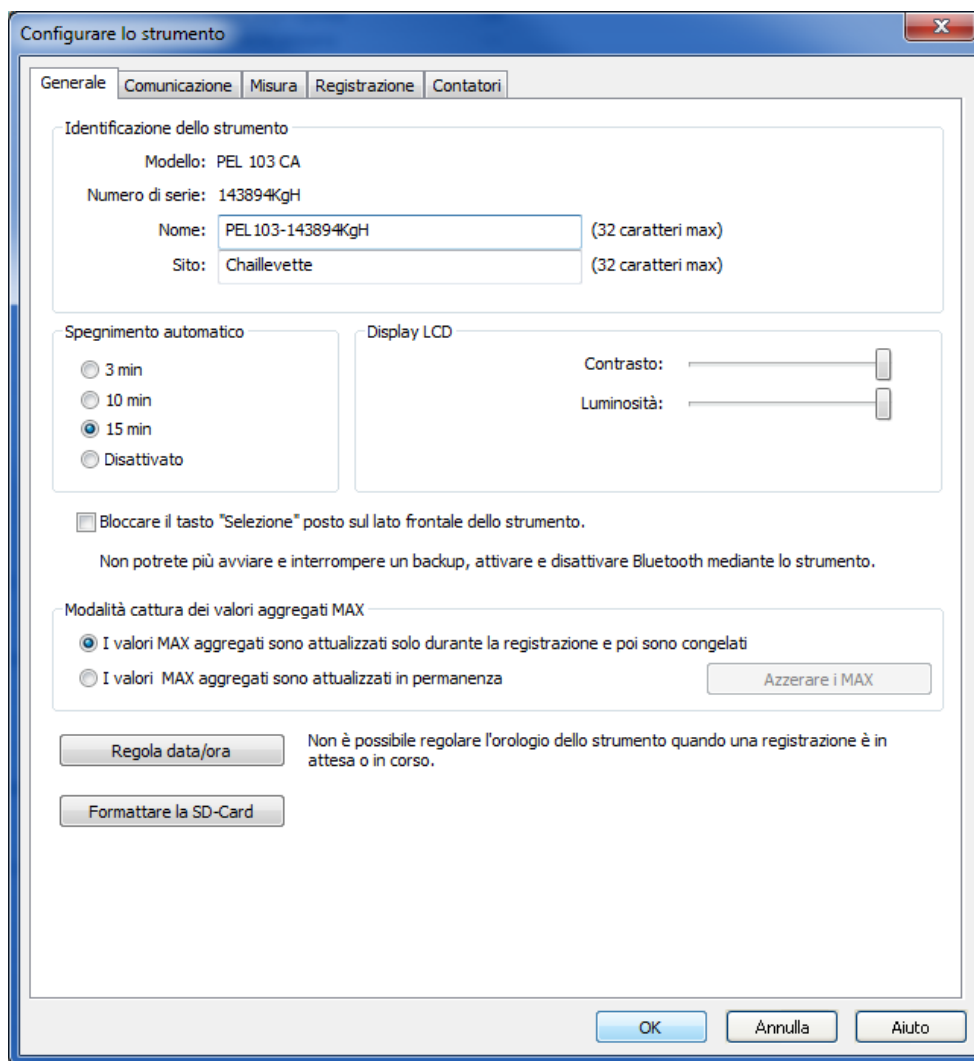 Configurare lo strumento
Generale Comunicazione Misura Registrazione Contatori
Identificazione dello strumento
Modello: PEL 103 CA
Numero di serie: 143894KgH
Nome: PEL103-143894KgH (32 caratteri max)
Sito: Chaillevette (32 caratteri max)
Spegnimento automatico
3 min
10 min
15 min
Disattivato
Display LCD
Contrasto:
Luminosità:
Bloccare il tasto "Selezione" posto sul lato frontale dello strumento.
Non potrete più avviare e interrompere un backup, attivare e disattivare Bluetooth mediante lo strumento.
Modalità cattura dei valori aggregati MAX
I valori MAX aggregati sono attualizzati solo durante la registrazione e poi sono congelati
I valori MAX aggregati sono attualizzati in permanenza Azzerare i MAX
Regola data/ora
Non è possibile regolare l'orologio dello strumento quando una registrazione è in
attesa o in corso.
Formattare la SD-Card
OK Annulla Aiuto